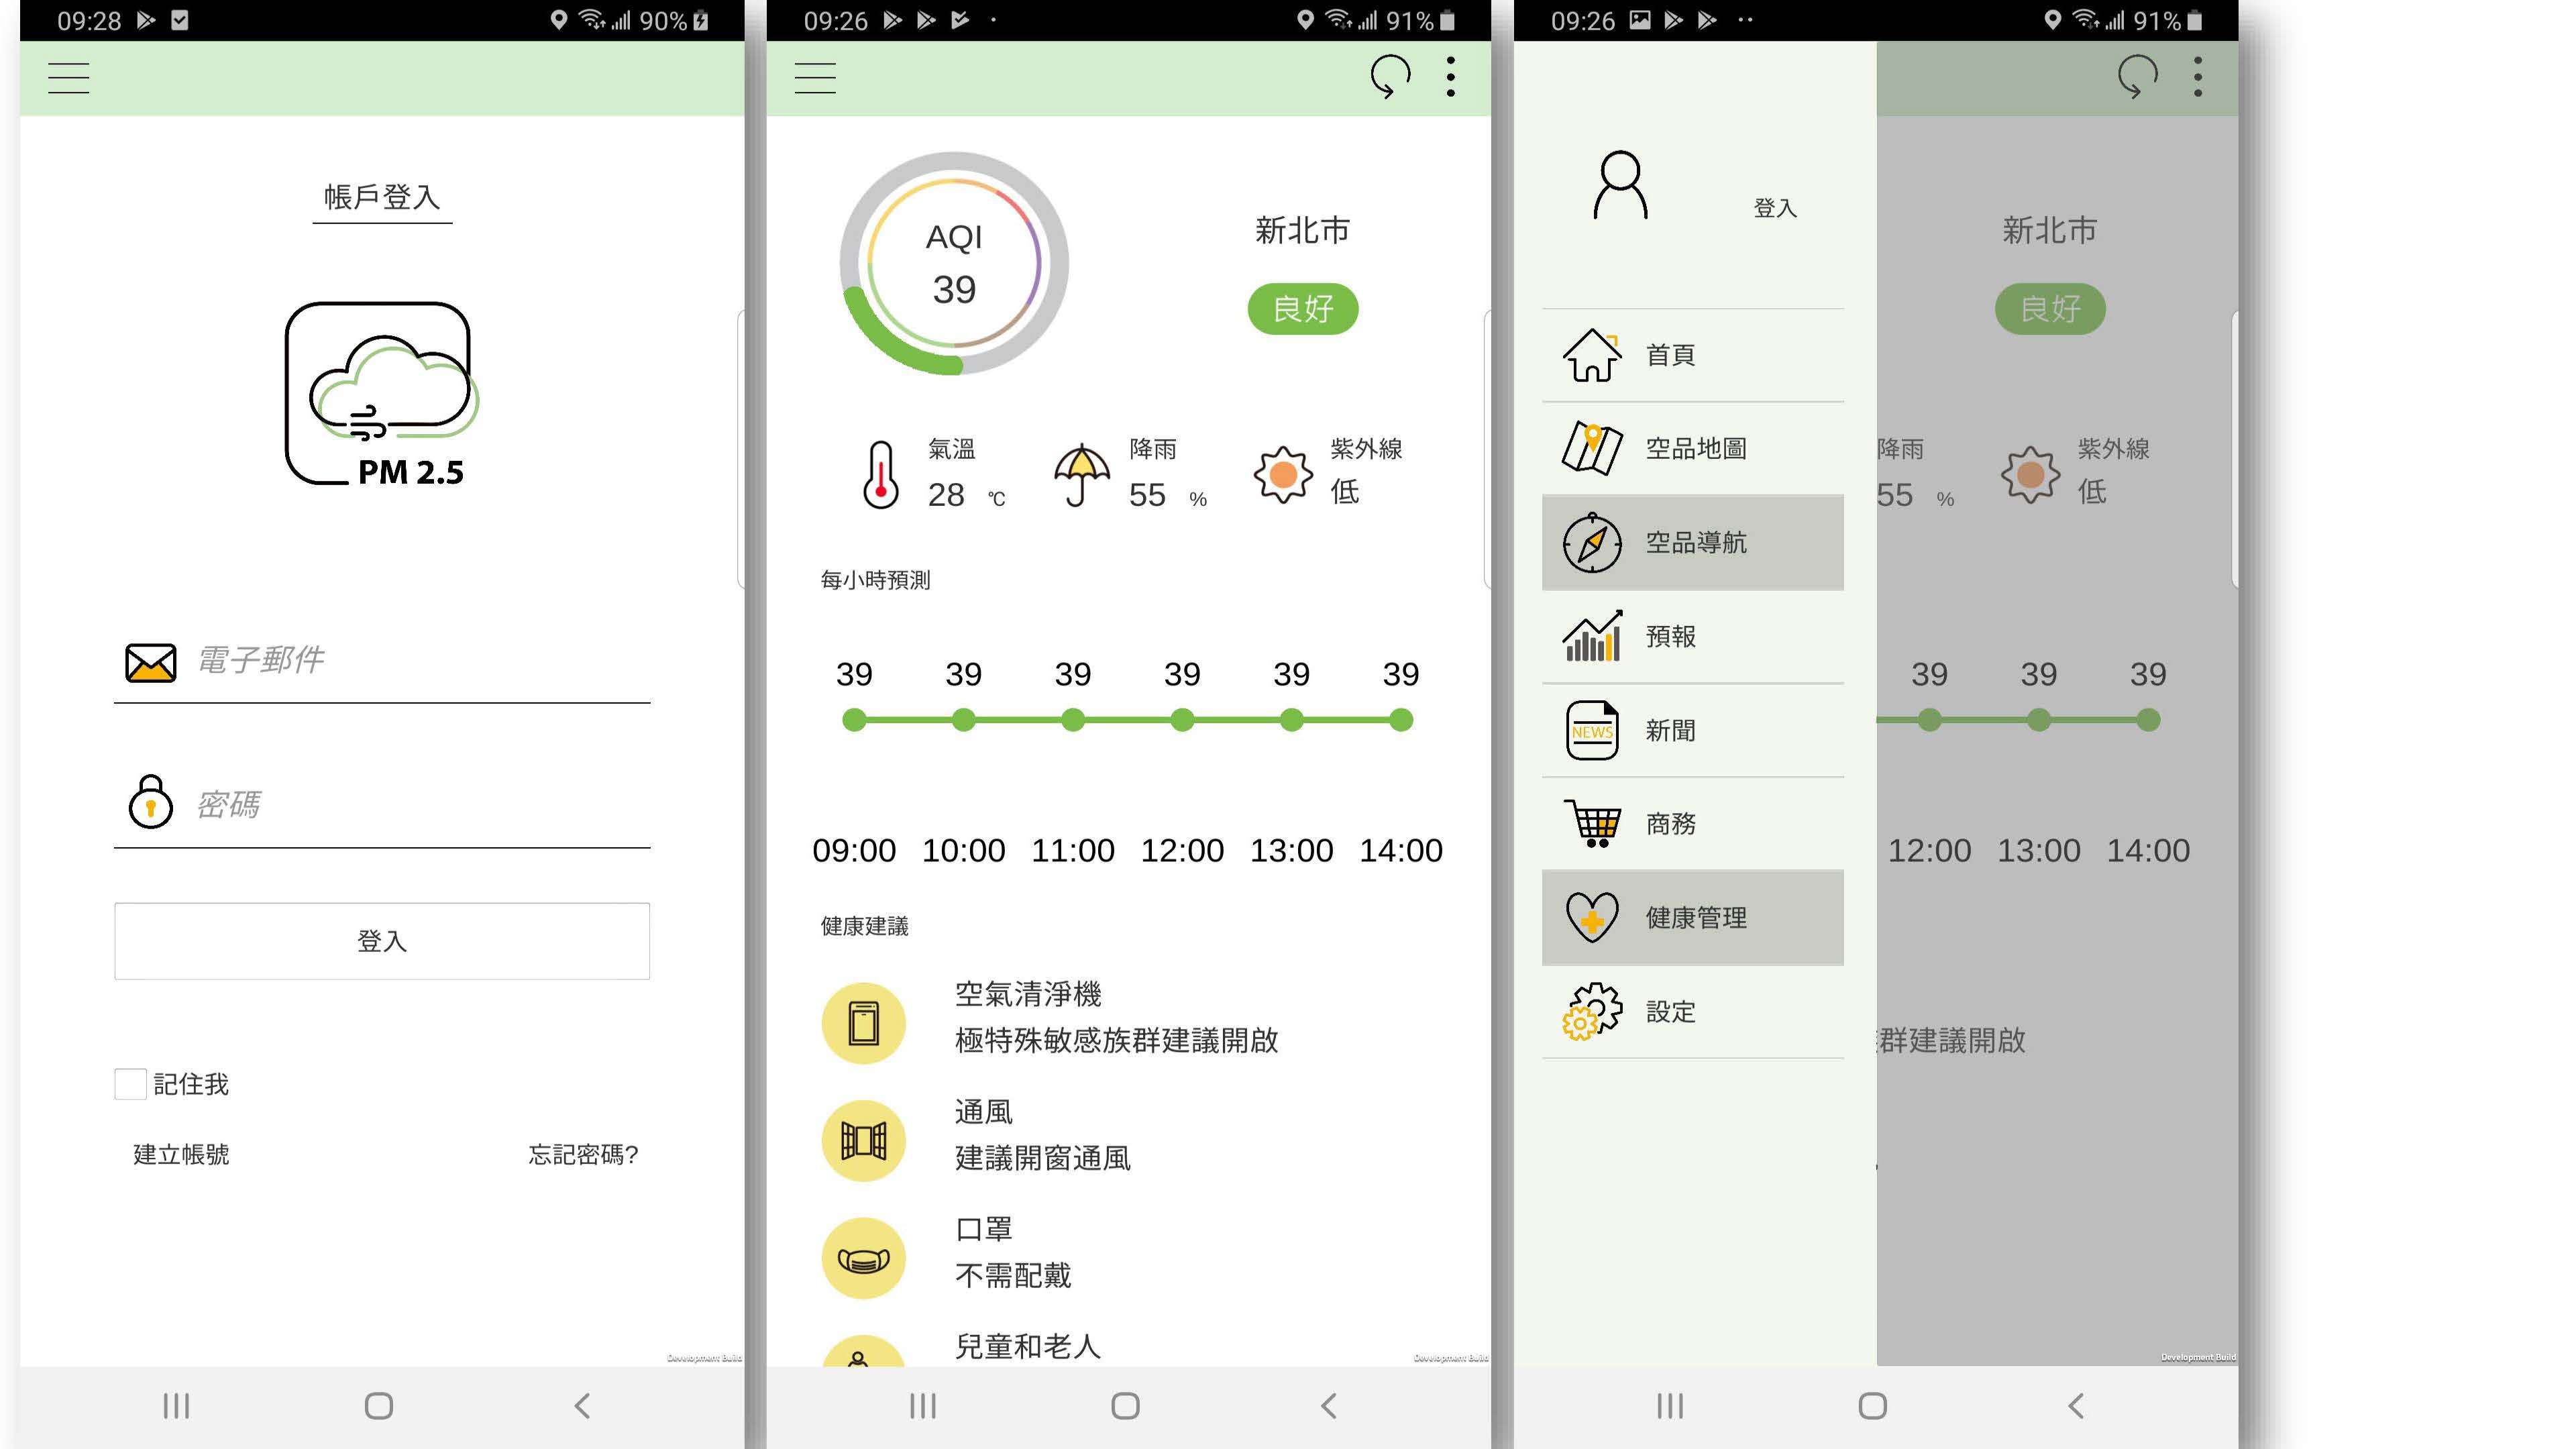 09:28
90%
帳戶登入
PM 2.5
電子郵件
密碼
登入
記住我
建立帳號
忘記密碼?
Development Build
09:26
91%
AQI
39
新北市
良好
氣溫
28 ℃
降雨
55 %
紫外線
低
每小時預測
39 39 39 39 39 39
09:00 10:00 11:00 12:00 13:00 14:00
健康建議
空氣清淨機
極特殊敏感族群建議開啟
通風
建議開窗通風
口罩
不需配戴
兒童和老人
Development Build
09:26
91%
登入
首頁
空品地圖
空品導航
預報
NEWS
新聞
商務
健康管理
設定
新北市
良好
降雨
55 %
紫外線
低
39 39 39
12:00 13:00 14:00
群建議開啟
Development Build